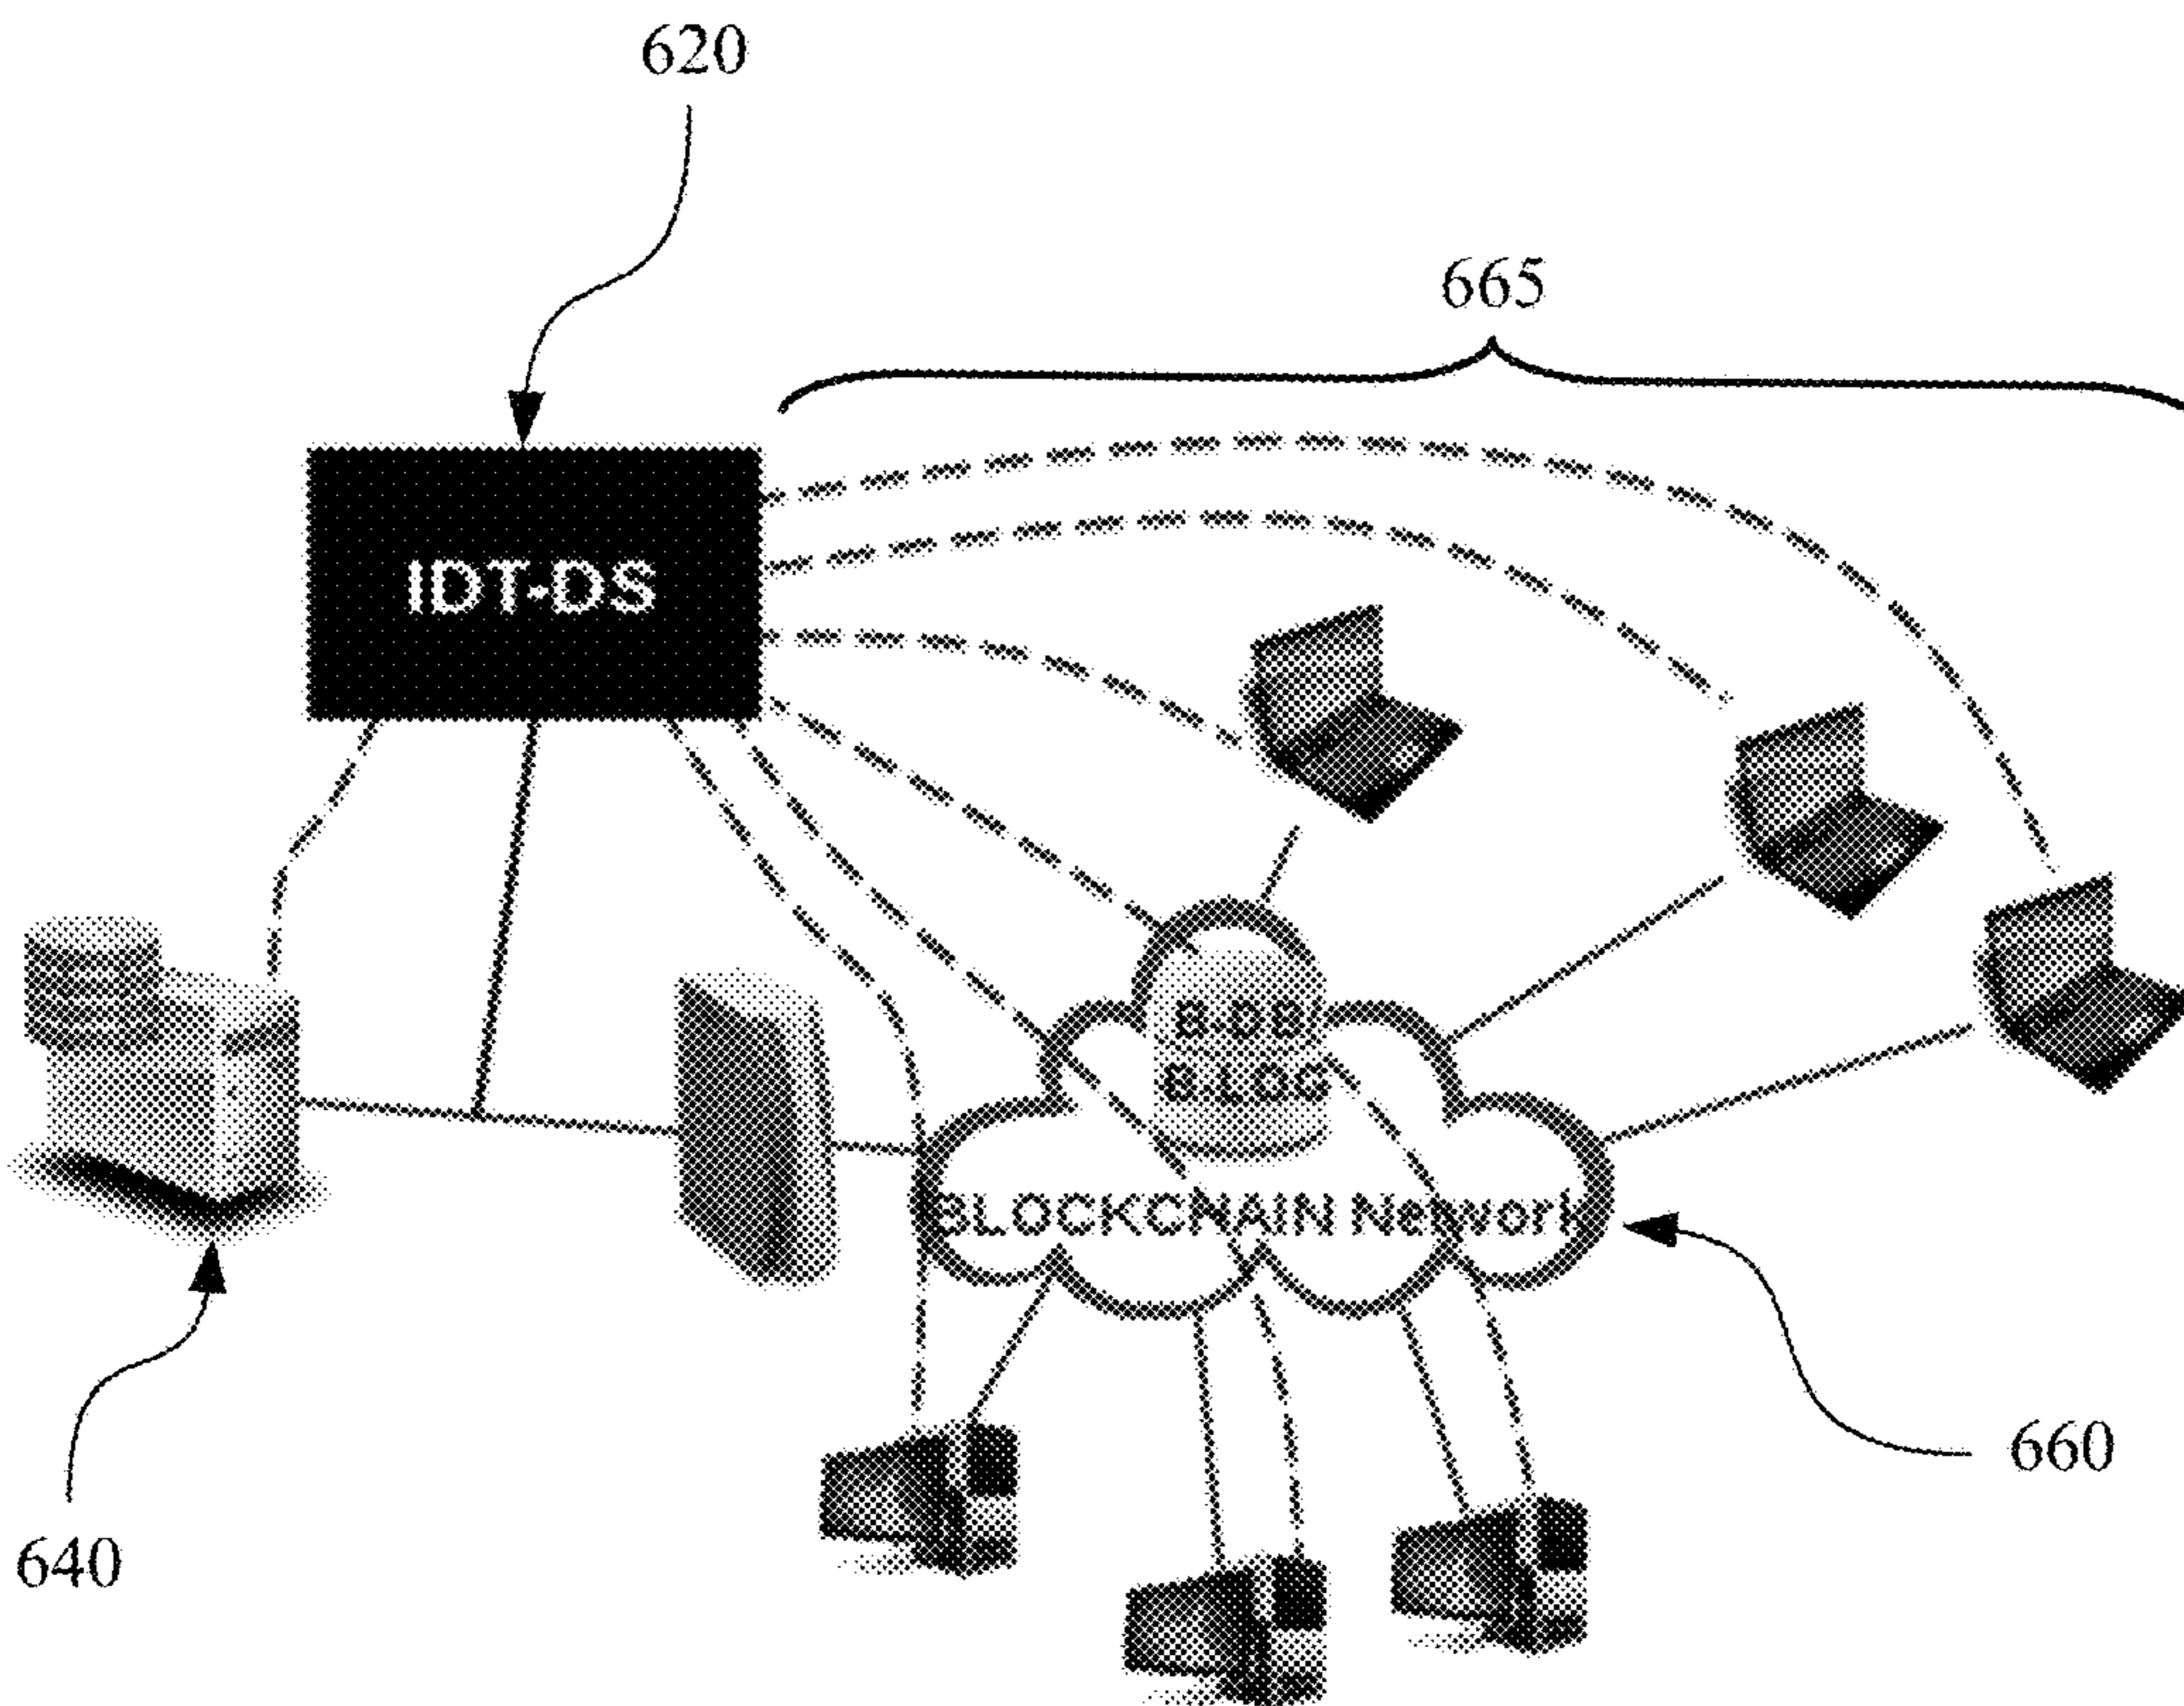 620
665
IDT-DS
B-DB
B-LOG
BLOCKCHAIN Network
660
640